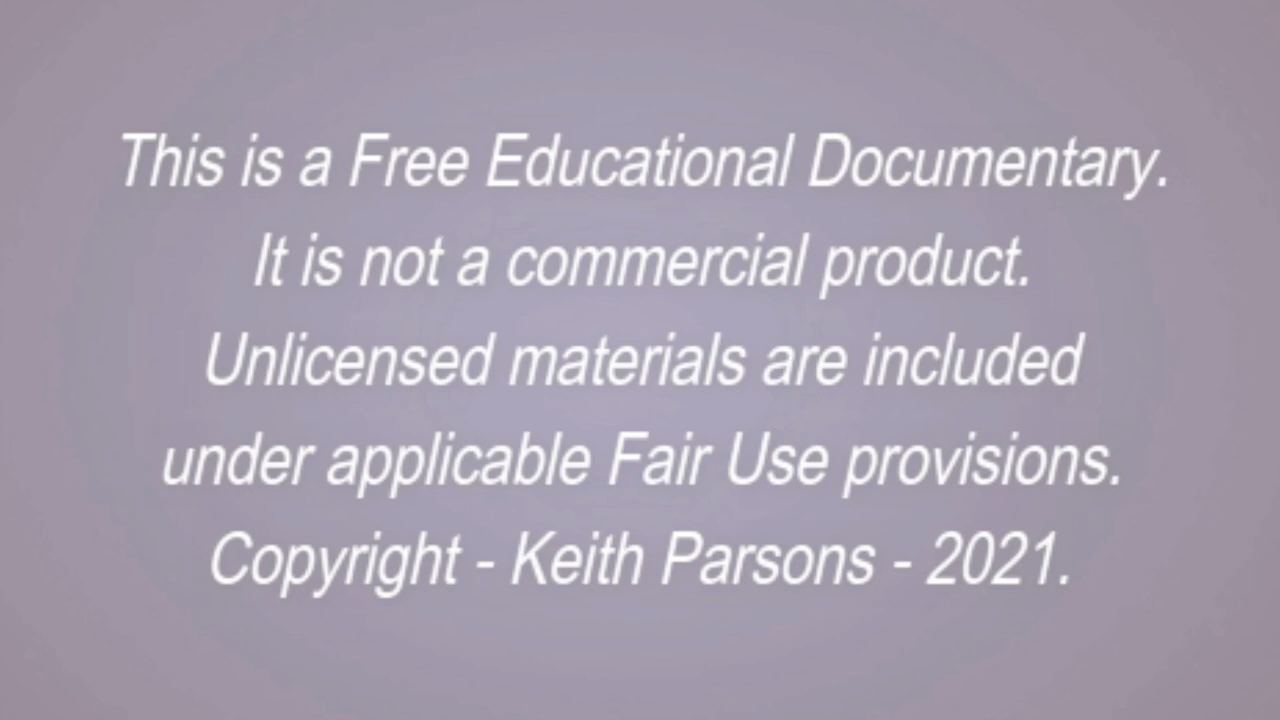 This is a Free Educational Documentary.
It is not a commercial product.
Unlicensed materials are included
under applicable Fair Use provisions.
Copyright - Keith Parsons - 2021.